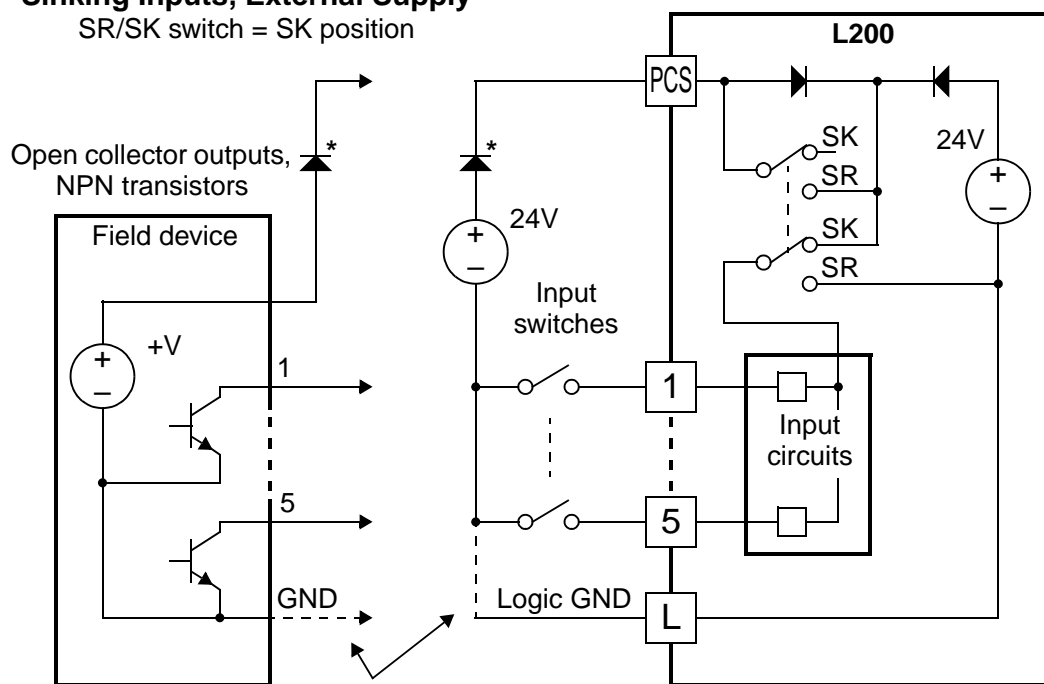 Sinking Inputs, External Supply
SR/SK switch = SK position
L200
PCS
*
*
SK
SR
SK
SR
24V
+
–
Open collector outputs,
NPN transistors
Field device
24V
+
–
Input
switches
+V
+
–
1
1
Input
circuits
5
5
GND
Logic GND
L